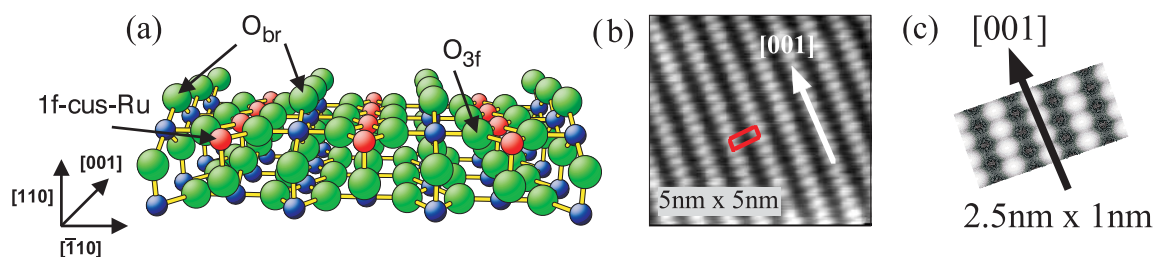 (a)
O_br
O_3f
1f-cus-Ru
[110]
[001]
[1̅10]
(b)
[001]
5nm x 5nm
(c)
[001]
2.5nm x 1nm